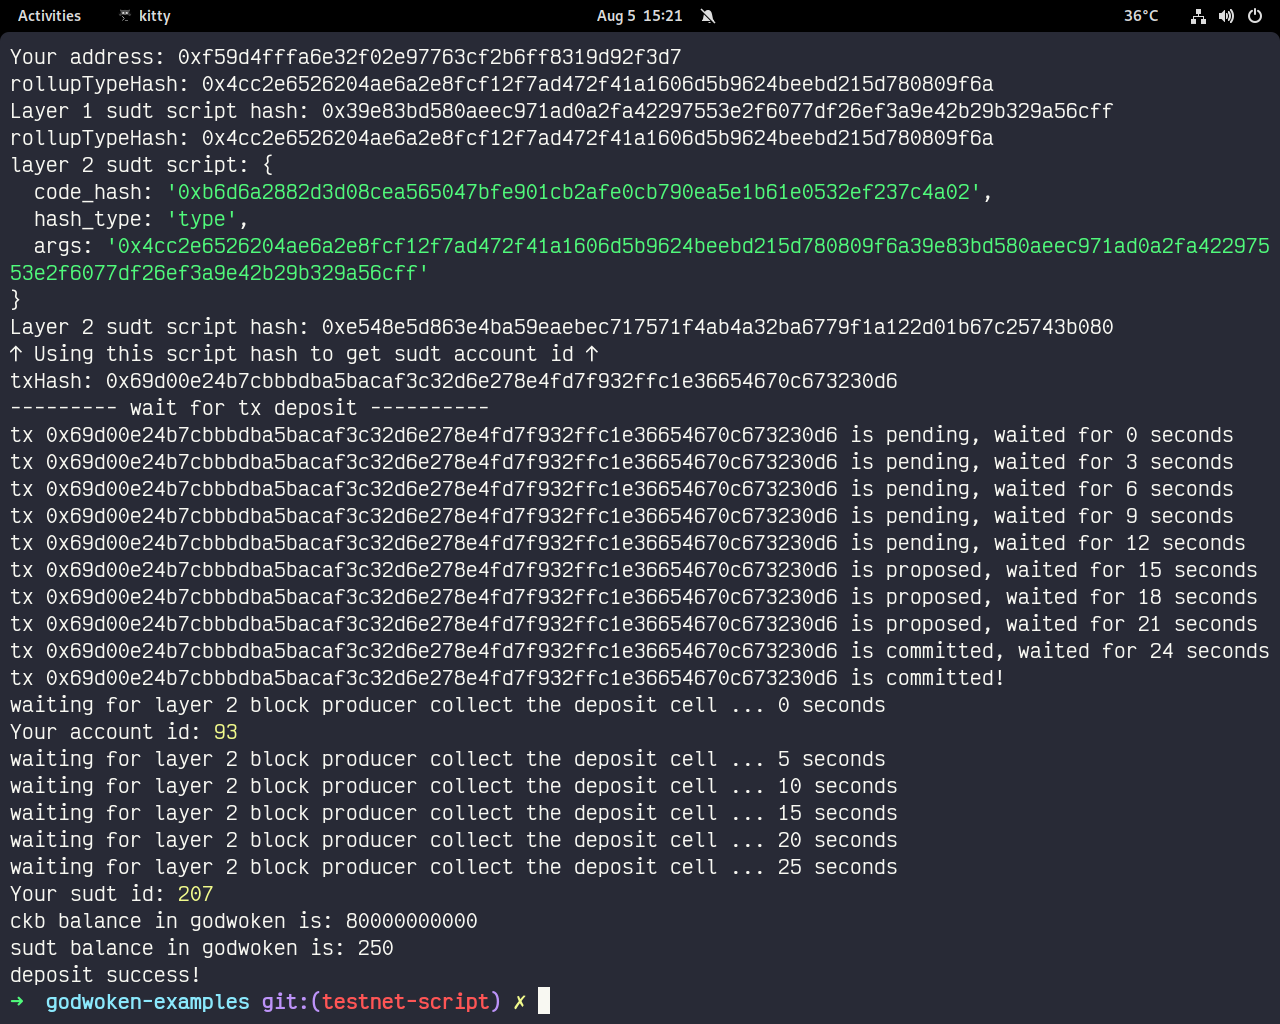 Activities kitty Aug 5 15:21 36°C
Your address: 0xf59d4fffa6e32f02e97763cf2b6ff8319d92f3d7
rollupTypeHash: 0x4cc2e6526204ae6a2e8fcf12f7ad472f41a1606d5b9624beebd215d780809f6a
Layer 1 sudt script hash: 0x39e83bd580aeec971ad0a2fa42297553e2f6077df26ef3a9e42b29b329a56cff
rollupTypeHash: 0x4cc2e6526204ae6a2e8fcf12f7ad472f41a1606d5b9624beebd215d780809f6a
layer 2 sudt script: {
  code_hash: '0xb6d6a2882d3d08cea565047bfe901cb2afe0cb790ea5e1b61e0532ef237c4a02',
  hash_type: 'type',
  args: '0x4cc2e6526204ae6a2e8fcf12f7ad472f41a1606d5b9624beebd215d780809f6a39e83bd580aeec971ad0a2fa422975
53e2f6077df26ef3a9e42b29b329a56cff'
}
Layer 2 sudt script hash: 0xe548e5d863e4ba59eaebec717571f4ab4a32ba6779f1a122d01b67c25743b080
↑ Using this script hash to get sudt account id ↑
txHash: 0x69d00e24b7cbbbdba5bacaf3c32d6e278e4fd7f932ffc1e36654670c673230d6
--------- wait for tx deposit ----------
tx 0x69d00e24b7cbbbdba5bacaf3c32d6e278e4fd7f932ffc1e36654670c673230d6 is pending, waited for 0 seconds
tx 0x69d00e24b7cbbbdba5bacaf3c32d6e278e4fd7f932ffc1e36654670c673230d6 is pending, waited for 3 seconds
tx 0x69d00e24b7cbbbdba5bacaf3c32d6e278e4fd7f932ffc1e36654670c673230d6 is pending, waited for 6 seconds
tx 0x69d00e24b7cbbbdba5bacaf3c32d6e278e4fd7f932ffc1e36654670c673230d6 is pending, waited for 9 seconds
tx 0x69d00e24b7cbbbdba5bacaf3c32d6e278e4fd7f932ffc1e36654670c673230d6 is pending, waited for 12 seconds
tx 0x69d00e24b7cbbbdba5bacaf3c32d6e278e4fd7f932ffc1e36654670c673230d6 is proposed, waited for 15 seconds
tx 0x69d00e24b7cbbbdba5bacaf3c32d6e278e4fd7f932ffc1e36654670c673230d6 is proposed, waited for 18 seconds
tx 0x69d00e24b7cbbbdba5bacaf3c32d6e278e4fd7f932ffc1e36654670c673230d6 is proposed, waited for 21 seconds
tx 0x69d00e24b7cbbbdba5bacaf3c32d6e278e4fd7f932ffc1e36654670c673230d6 is committed, waited for 24 seconds
tx 0x69d00e24b7cbbbdba5bacaf3c32d6e278e4fd7f932ffc1e36654670c673230d6 is committed!
waiting for layer 2 block producer collect the deposit cell ... 0 seconds
Your account id: 93
waiting for layer 2 block producer collect the deposit cell ... 5 seconds
waiting for layer 2 block producer collect the deposit cell ... 10 seconds
waiting for layer 2 block producer collect the deposit cell ... 15 seconds
waiting for layer 2 block producer collect the deposit cell ... 20 seconds
waiting for layer 2 block producer collect the deposit cell ... 25 seconds
Your sudt id: 207
ckb balance in godwoken is: 80000000000
sudt balance in godwoken is: 250
deposit success!
➜  godwoken-examples git:(testnet-script) ✗